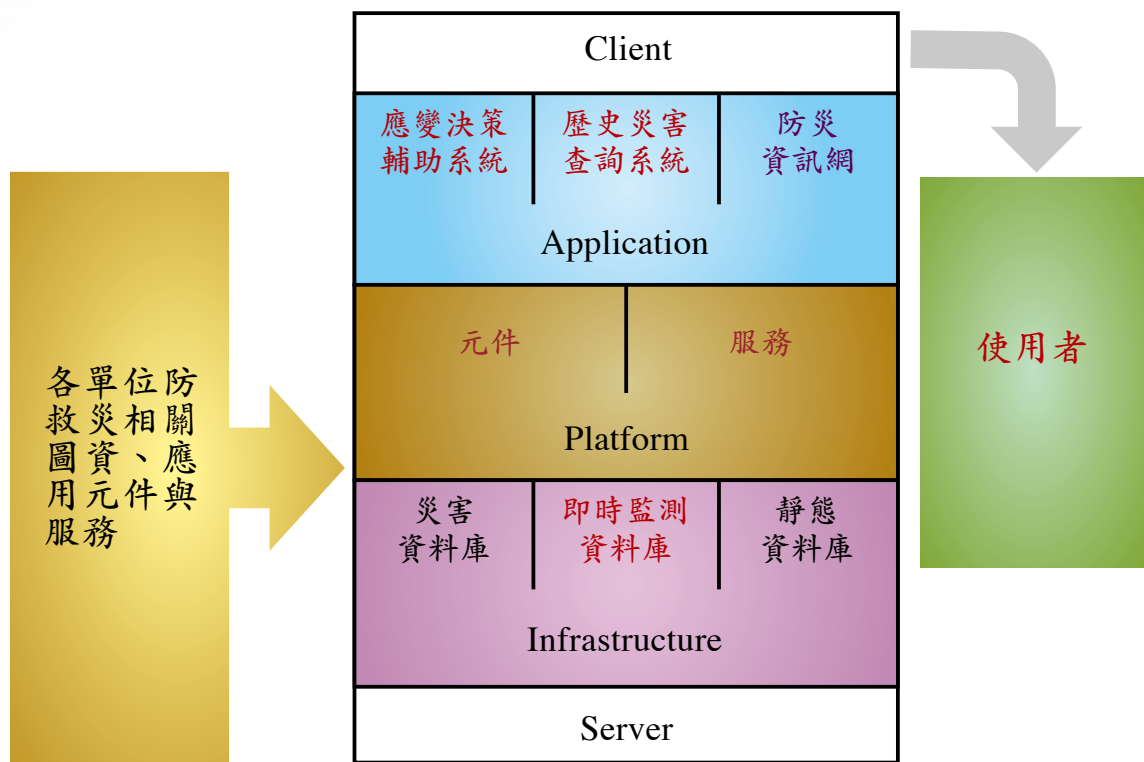 Client
應變決策
輔助系統
歷史災害
查詢系統
防災
資訊網
Application
元件
服務
Platform
災害
資料庫
即時監測
資料庫
靜態
資料庫
Infrastructure
Server
各單位防
救災相關
圖資、應
用元件與
服務
使用者